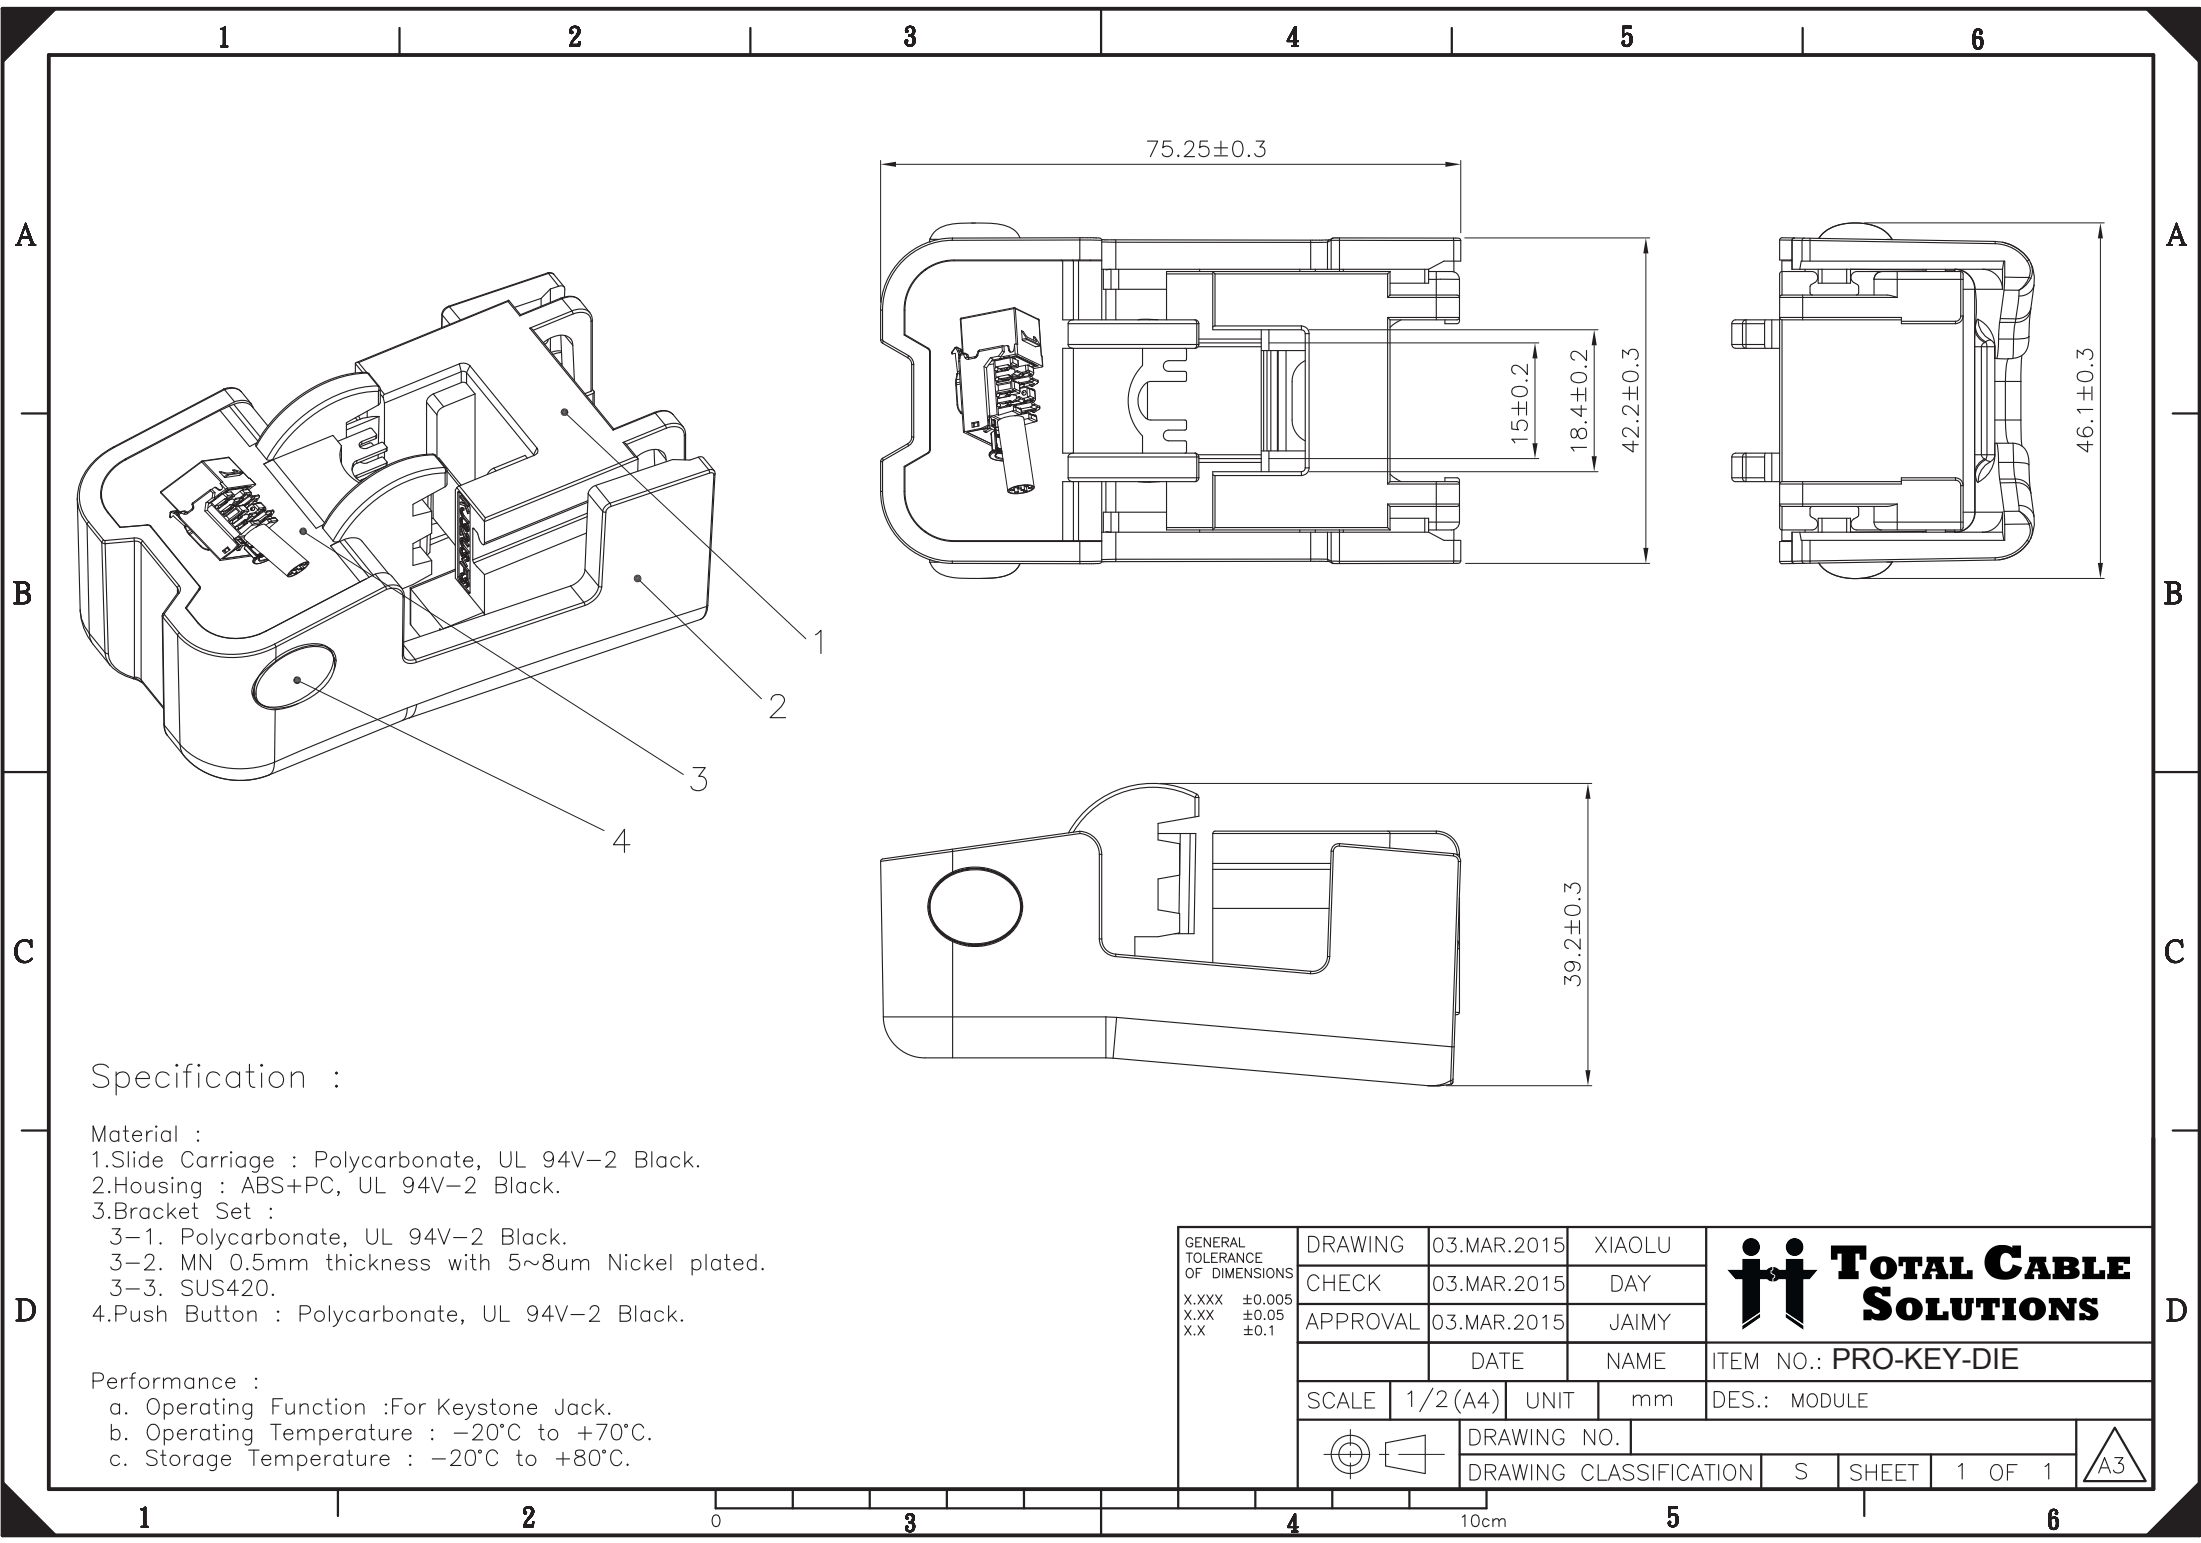 1 2 3 4 5 6
A A
B B
C C
D D
75.25±0.3
15±0.2
18.4±0.2
42.2±0.3
46.1±0.3
1
2
3
4
39.2±0.3
Specification :
Material :
1.Slide Carriage : Polycarbonate, UL 94V-2 Black.
2.Housing : ABS+PC, UL 94V-2 Black.
3.Bracket Set :
3-1. Polycarbonate, UL 94V-2 Black.
3-2. MN 0.5mm thickness with 5~8um Nickel plated.
3-3. SUS420.
4.Push Button : Polycarbonate, UL 94V-2 Black.
Performance :
a. Operating Function :For Keystone Jack.
b. Operating Temperature : -20°C to +70°C.
c. Storage Temperature : -20°C to +80°C.
GENERAL
TOLERANCE
OF DIMENSIONS
X.XXX ±0.005
X.XX ±0.05
X.X ±0.1
DRAWING 03.MAR.2015 XIAOLU
CHECK 03.MAR.2015 DAY
APPROVAL 03.MAR.2015 JAIMY
DATE NAME
TOTAL CABLE
SOLUTIONS
ITEM NO.: PRO-KEY-DIE
SCALE 1/2(A4) UNIT mm
DES.: MODULE
DRAWING NO.
DRAWING CLASSIFICATION S SHEET 1 OF 1
A3
0 10cm
1 2 3 4 5 6